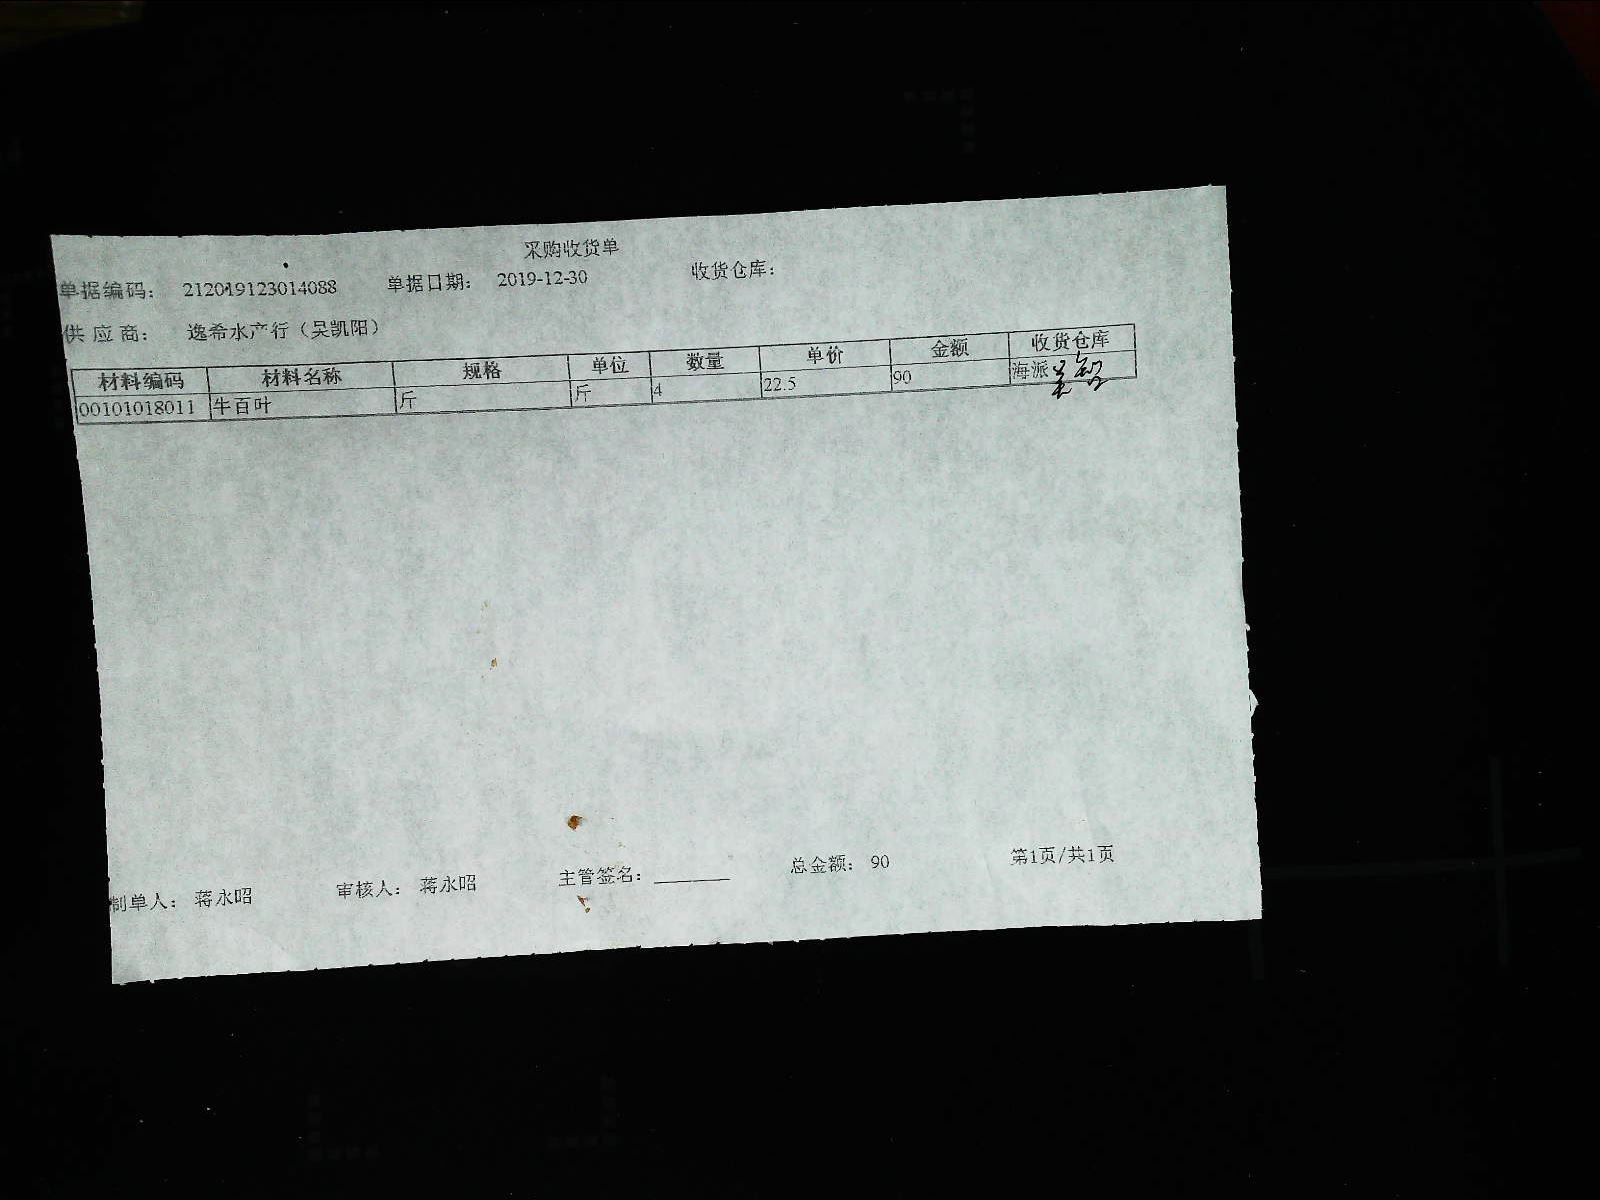 采购收货单
单据编码： 212019123014088 单据日期： 2019-12-30 收货仓库：
供 应 商： 逸希水产行（吴凯阳）
材料编码 材料名称 规格 单位 数量 单价 金额 收货仓库
00101018011 牛百叶 斤 斤 4 22.5 90 海派
制单人： 蒋永昭 审核人： 蒋永昭 主管签名：________ 总金额： 90 第1页/共1页